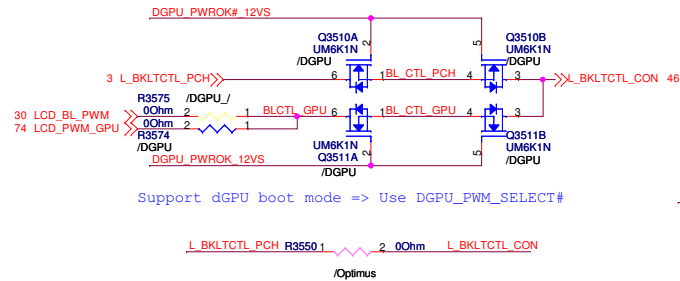 DGPU_PWROK#_12VS
Q3510A
UM6K1N
/DGPU
Q3510B
UM6K1N
/DGPU
2
5
3 L_BKLTCTL_PCH
6
1
BL_CTL_PCH
4
3
L_BKLTCTL_CON 46
R3575
/DGPU_/
0Ohm
30 LCD_BL_PWM
2
1
BLCTL_GPU
6
1
BL_CTL_GPU
4
3
0Ohm
74 LCD_PWM_GPU
2
1
R3574
/DGPU
UM6K1N
Q3511A
/DGPU
2
5
Q3511B
UM6K1N
/DGPU
DGPU_PWROK_12VS
Support dGPU boot mode => Use DGPU_PWM_SELECT#
L_BKLTCTL_PCH R3550 1 2 0Ohm L_BKLTCTL_CON
/Optimus